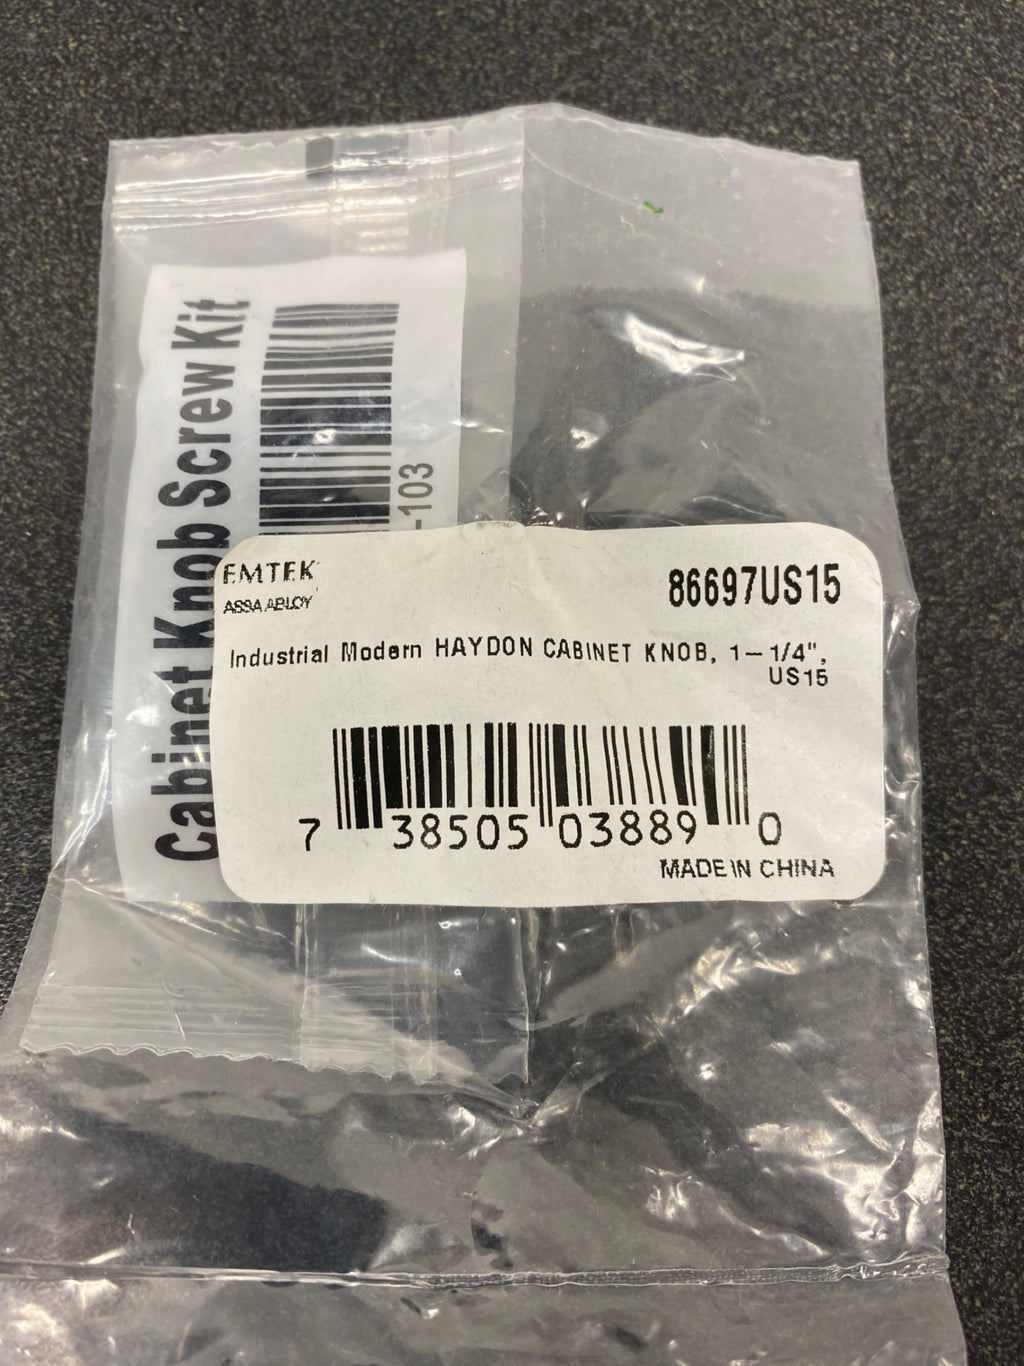 Cabinet Knob Screw Kit
-103
EMTEK
ASSA ABLOY
86697US15
Industrial Modern HAYDON CABINET KNOB, 1-1/4",
US15
7 38505 03889 0
MADE IN CHINA